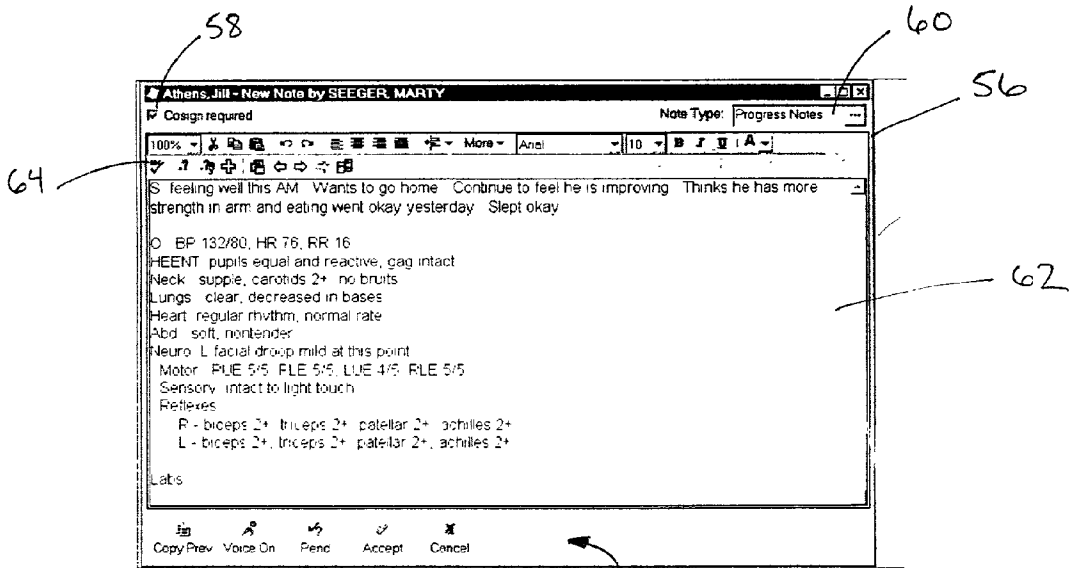 58
60
56
Athens, Jill - New Note by SEEGER, MARTY
Cosign required Note Type: Progress Notes ...
100% More Arial 10 B I U A
64
S feeling well this AM Wants to go home Continue to feel he is improving Thinks he has more
strength in arm and eating went okay yesterday Slept okay
O BP 132/80, HR 76, RR 16
HEENT pupils equal and reactive, gag intact
Neck supple, carotids 2+ no bruits
62
Lungs clear, decreased in bases
Heart regular rhythm, normal rate
Abd soft, nontender
Neuro L facial droop mild at this point
Motor RUE 5/5 RLE 5/5, LUE 4/5 RLE 5/5
Sensory intact to light touch
Reflexes
R - biceps 2+ triceps 2+ patellar 2+ achilles 2+
L - biceps 2+, triceps 2+ patellar 2+, achilles 2+
Labs
Copy Prev Voice On Pend Accept Cancel